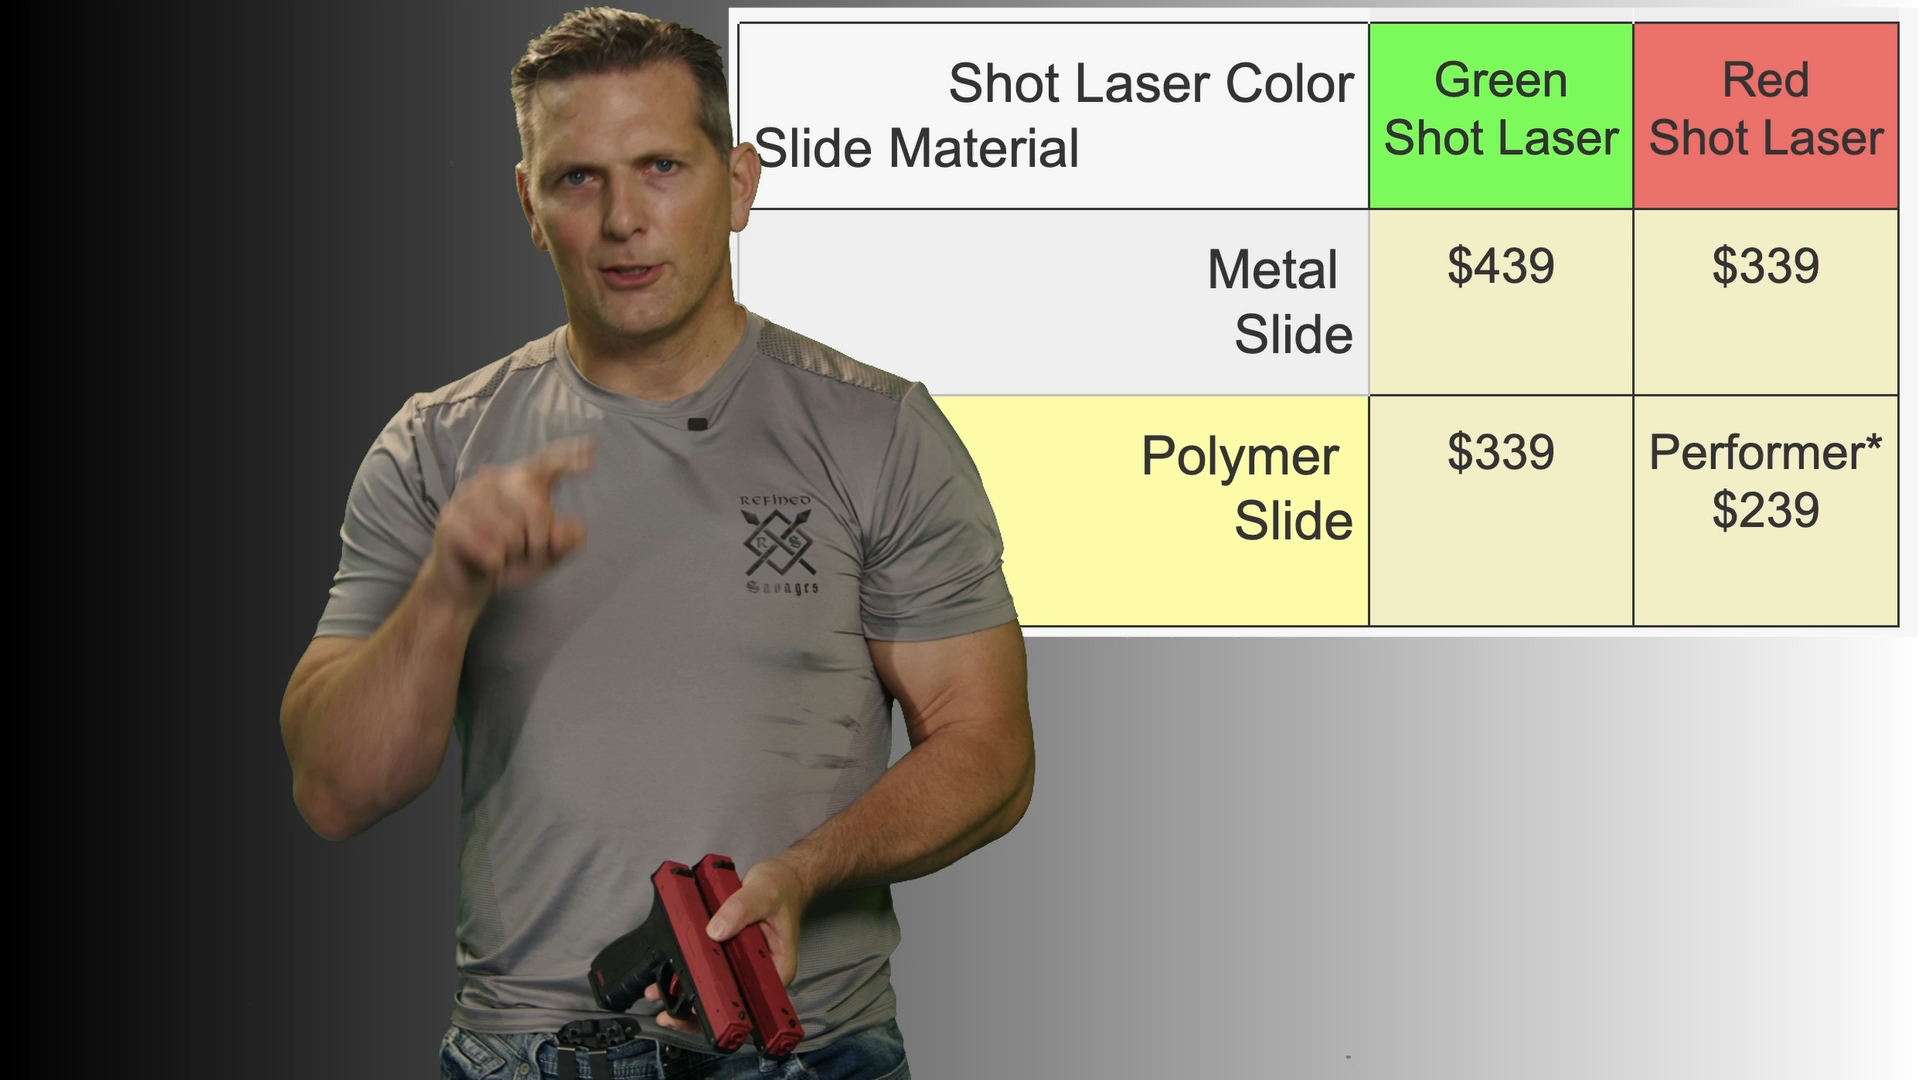 Shot Laser Color
Slide Material
Green
Shot Laser
Red
Shot Laser
Metal
Slide
$439
$339
Polymer
Slide
$339
Performer*
$239
REFINED
R S
Savages